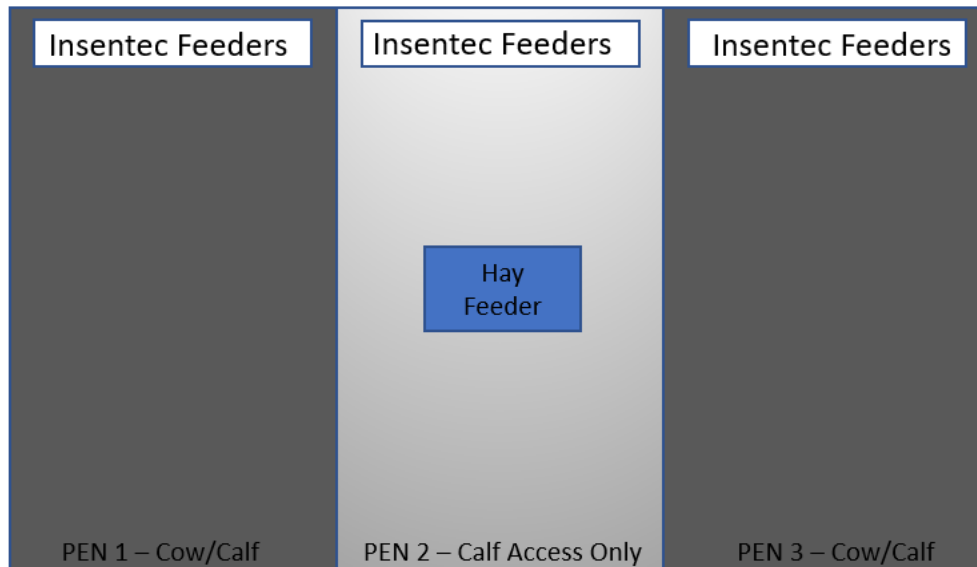 Insentec Feeders
Insentec Feeders
Insentec Feeders
Hay
Feeder
PEN 1 – Cow/Calf
PEN 2 – Calf Access Only
PEN 3 – Cow/Calf